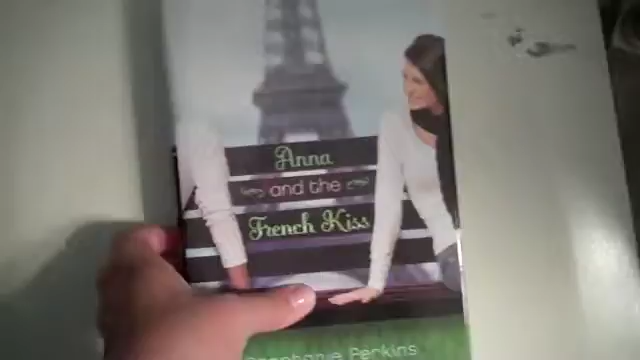 Anna
and the
French Kiss
Stephanie Perkins